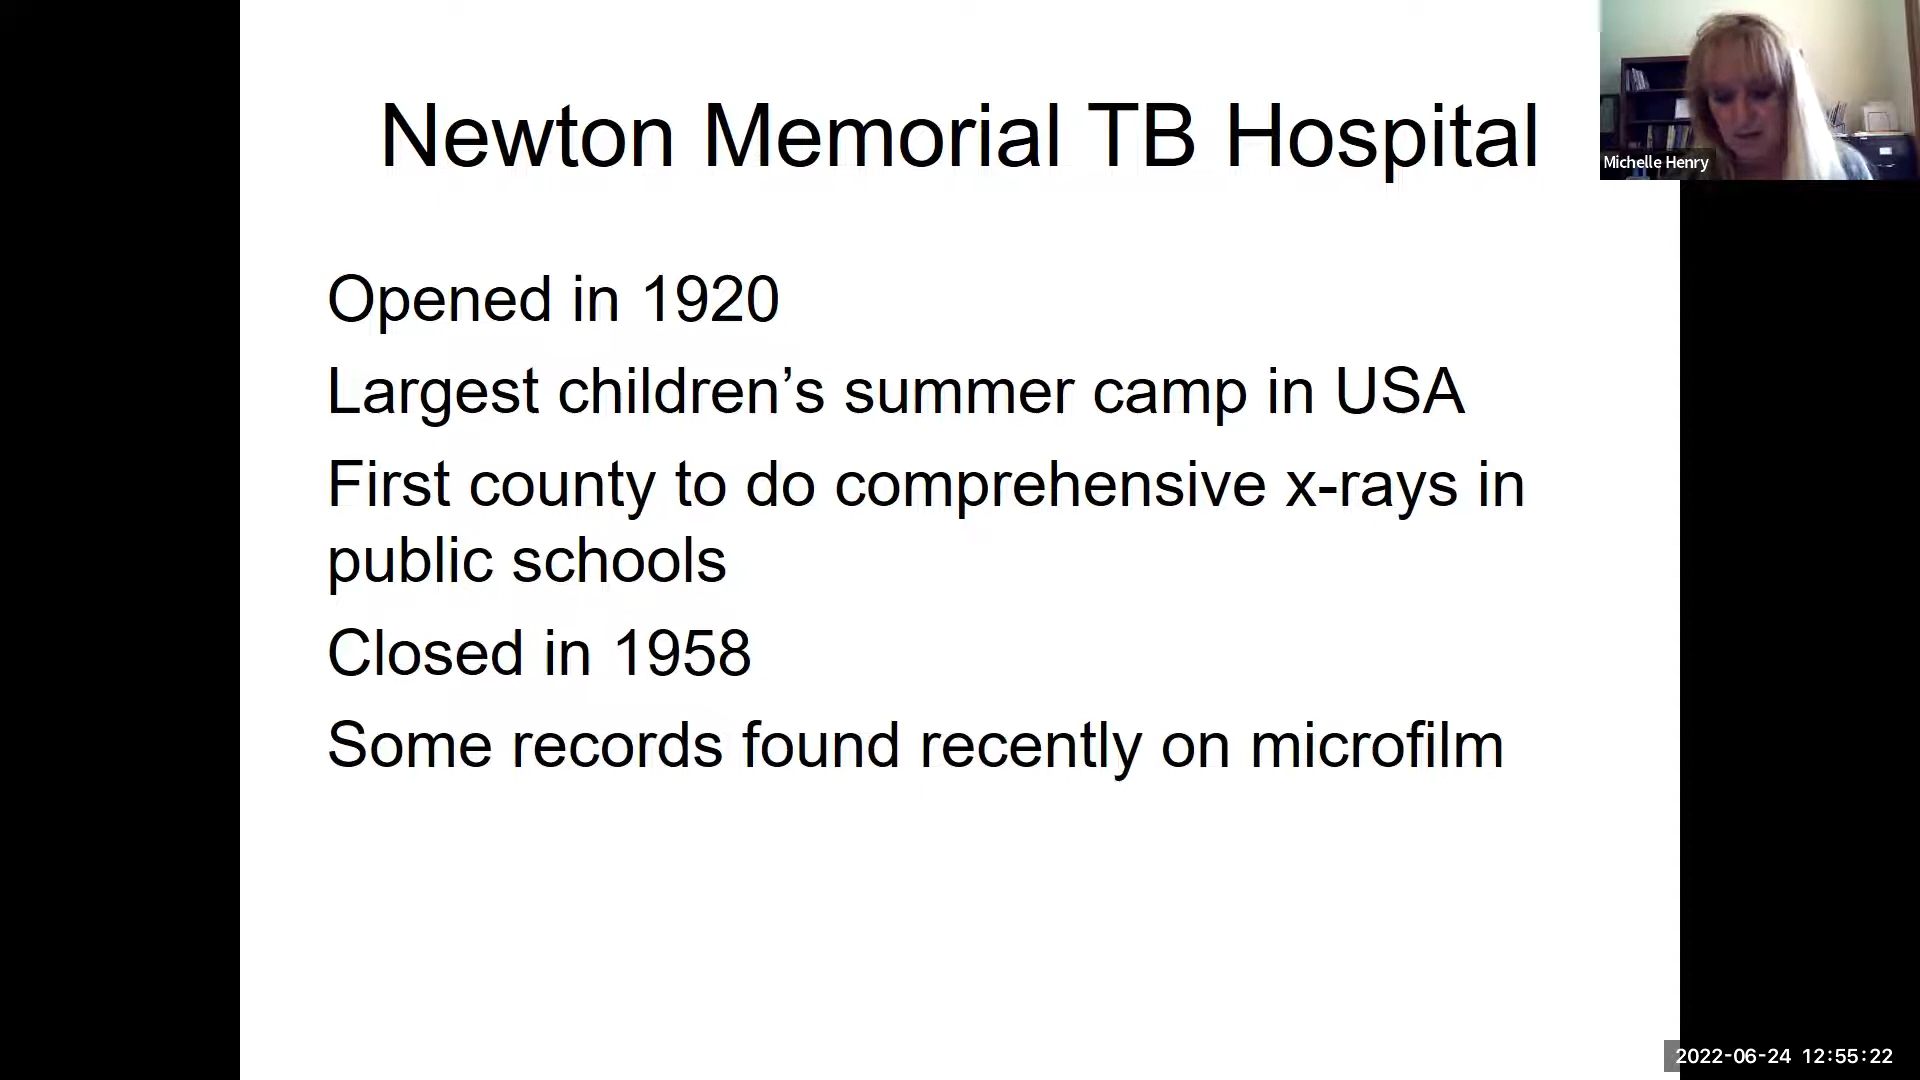 Newton Memorial TB Hospital
Michelle Henry
Opened in 1920
Largest children’s summer camp in USA
First county to do comprehensive x-rays in
public schools
Closed in 1958
Some records found recently on microfilm
2022-06-24 12:55:22